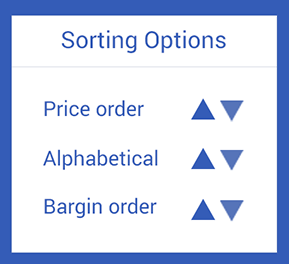 Sorting Options
Price order
Alphabetical
Bargin order